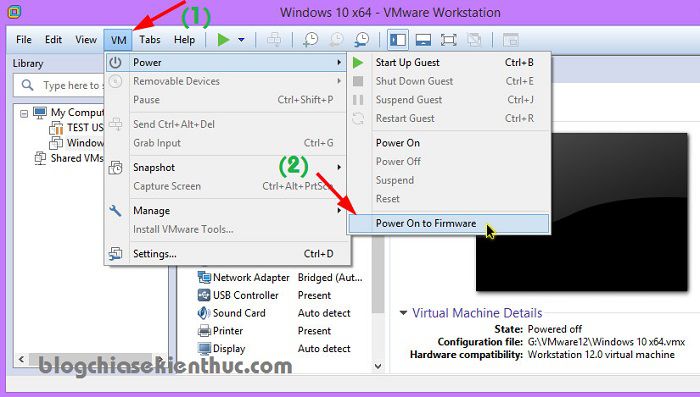 Windows 10 x64 - VMware Workstation
(1)
File Edit View VM Tabs Help
Library
Type here to search
My Compu
TEST US
Window
Shared VMs
Power
Removable Devices
Pause Ctrl+Shift+P
Send Ctrl+Alt+Del
Grab Input Ctrl+G
Snapshot
Capture Screen Ctrl+Alt+PrtSc
Manage
Install VMware Tools...
Settings... Ctrl+D
Start Up Guest Ctrl+B
Shut Down Guest Ctrl+E
Suspend Guest Ctrl+J
Restart Guest Ctrl+R
Power On
Power Off
Suspend
Reset
(2)
Power On to Firmware
Network Adapter Bridged (Aut...
USB Controller Present
Sound Card Auto detect
Printer Present
Display Auto detect
Virtual Machine Details
State: Powered off
Configuration file: G:\VMware12\Windows 10 x64.vmx
Hardware compatibility: Workstation 12.0 virtual machine
blogchiasekienthuc.com